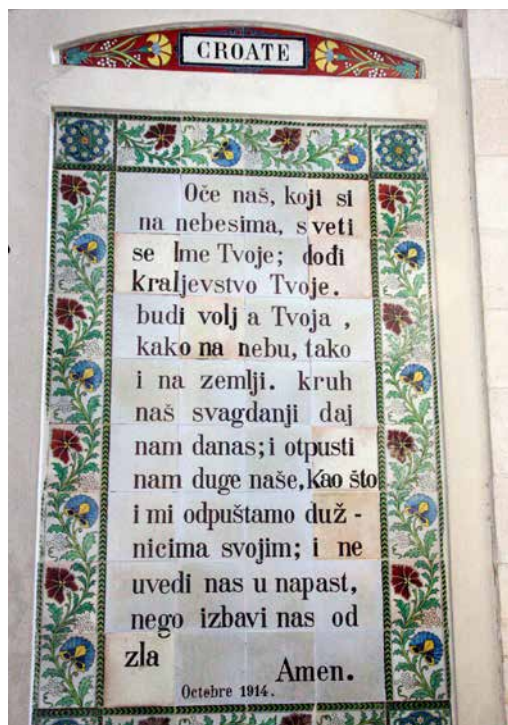 CROATE
Oče naš, koji si
na nebesima, sveti
se Ime Tvoje; dođi
kraljevstvo Tvoje.
budi volja Tvoja,
kako na nebu, tako
i na zemlji. kruh
naš svagdanji daj
nam danas; i otpusti
nam duge naše, kao što
i mi odpuštamo duž-
nicima svojim; i ne
uvedi nas u napast,
nego izbavi nas od
zla
Amen.
Octobre 1914.